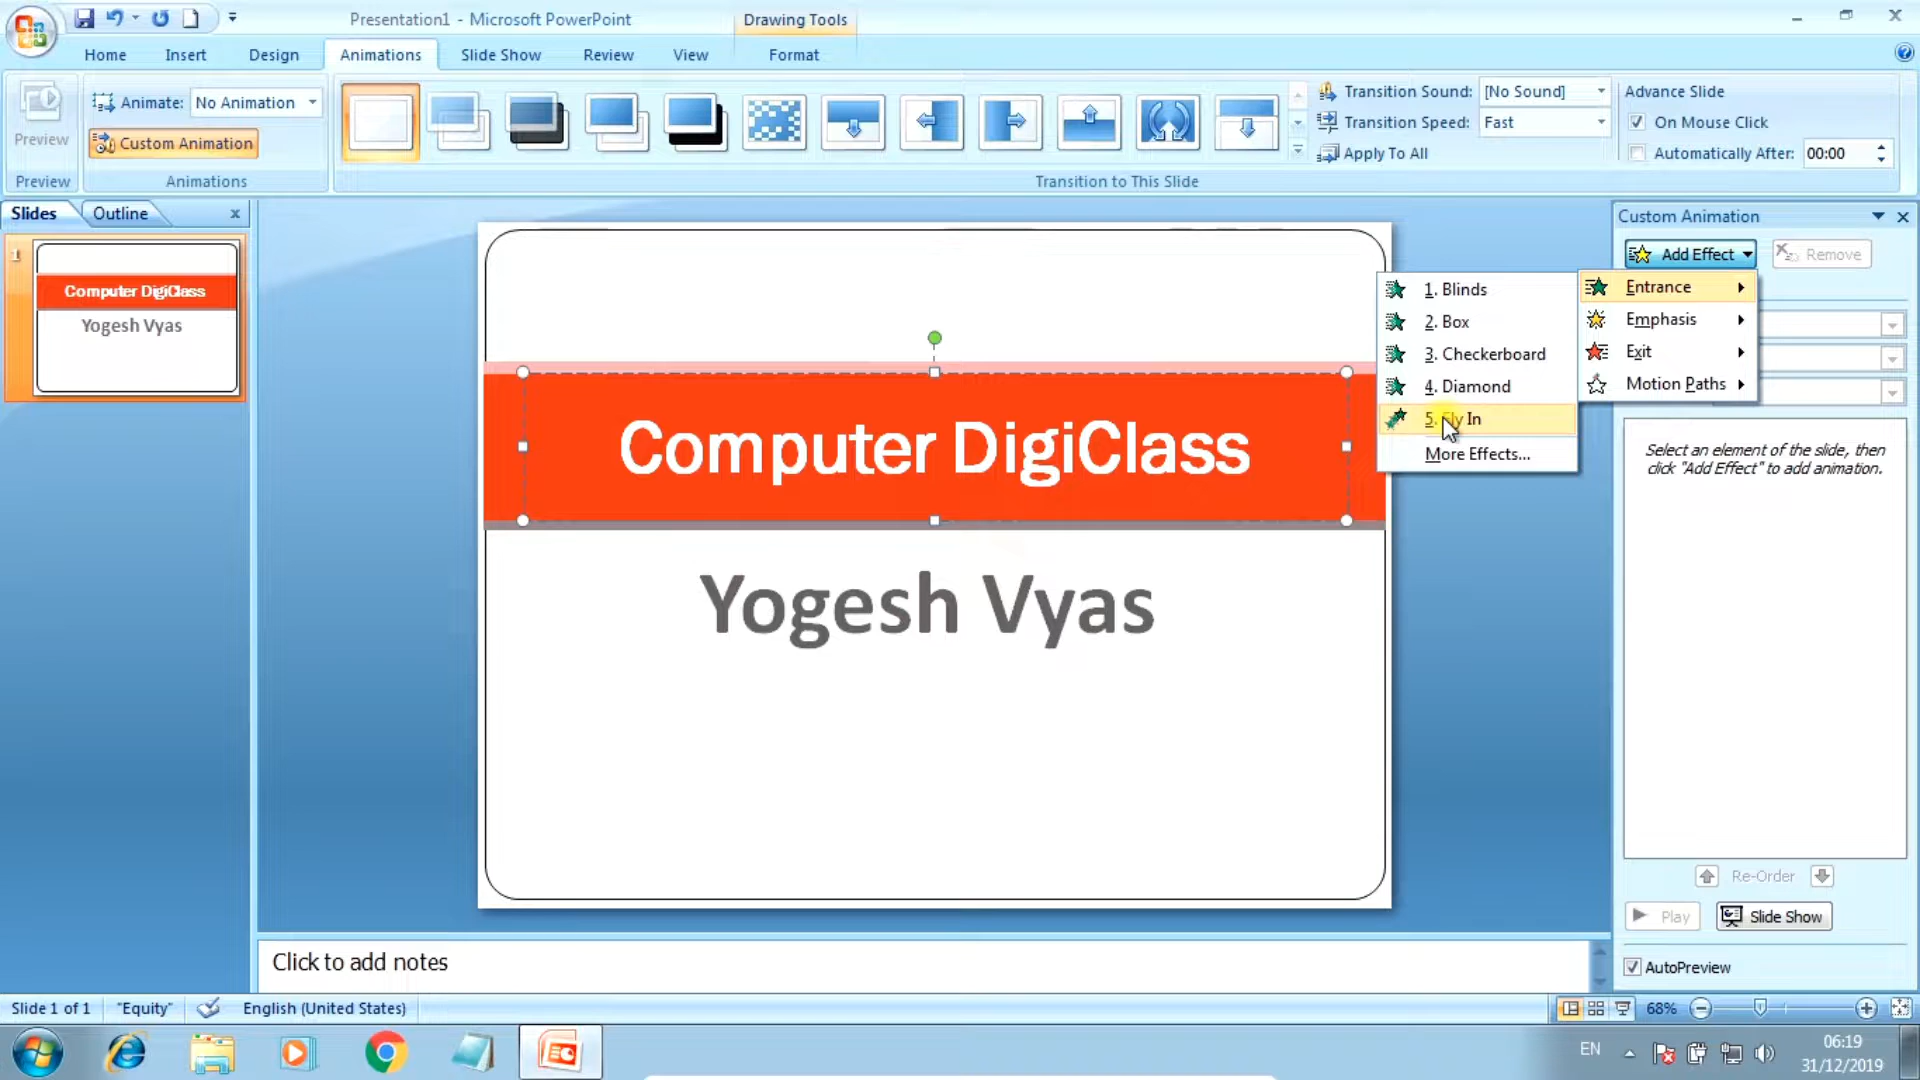 Presentation1 - Microsoft PowerPoint
Drawing Tools
Home
Insert
Design
Animations
Slide Show
Review
View
Format
Preview
Animate: No Animation
Custom Animation
Transition Sound: [No Sound]
Transition Speed: Fast
Apply To All
Advance Slide
On Mouse Click
Automatically After: 00:00
Preview
Animations
Transition to This Slide
Slides
Outline
1
Computer DigiClass
Yogesh Vyas
Computer DigiClass
Yogesh Vyas
1. Blinds
2. Box
3. Checkerboard
4. Diamond
5. Fly In
More Effects...
Custom Animation
Add Effect
Remove
Entrance
Emphasis
Exit
Motion Paths
Select an element of the slide, then
click "Add Effect" to add animation.
Re-Order
Play
Slide Show
AutoPreview
Click to add notes
Slide 1 of 1
"Equity"
English (United States)
68%
EN
06:19
31/12/2019